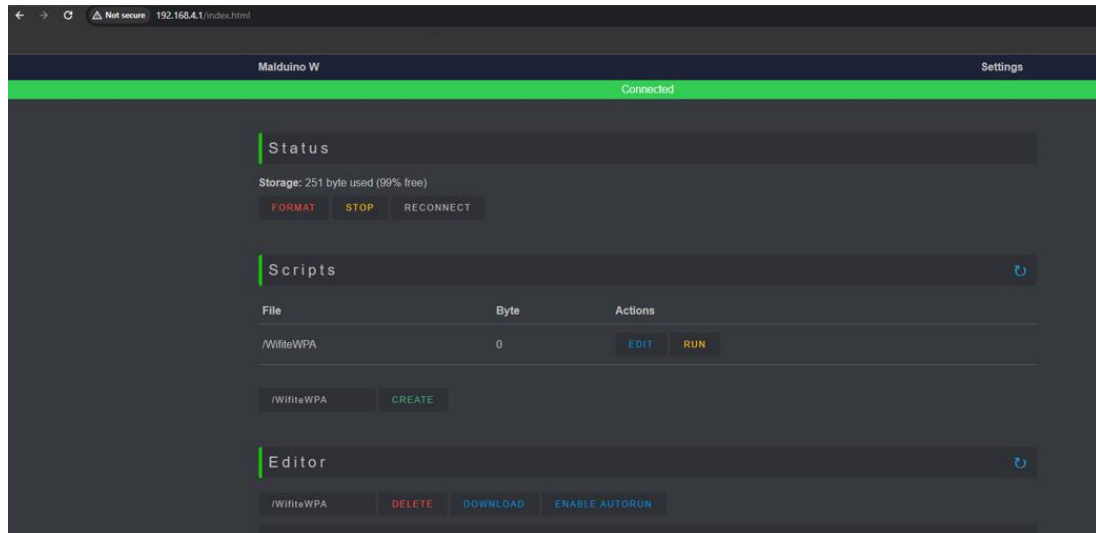 Not secure 192.168.4.1/index.html
Malduino W Settings
Connected
Status
Storage: 251 byte used (99% free)
FORMAT STOP RECONNECT
Scripts
File Byte Actions
/WifiteWPA 0 EDIT RUN
/WifiteWPA CREATE
Editor
/WifiteWPA DELETE DOWNLOAD ENABLE AUTORUN